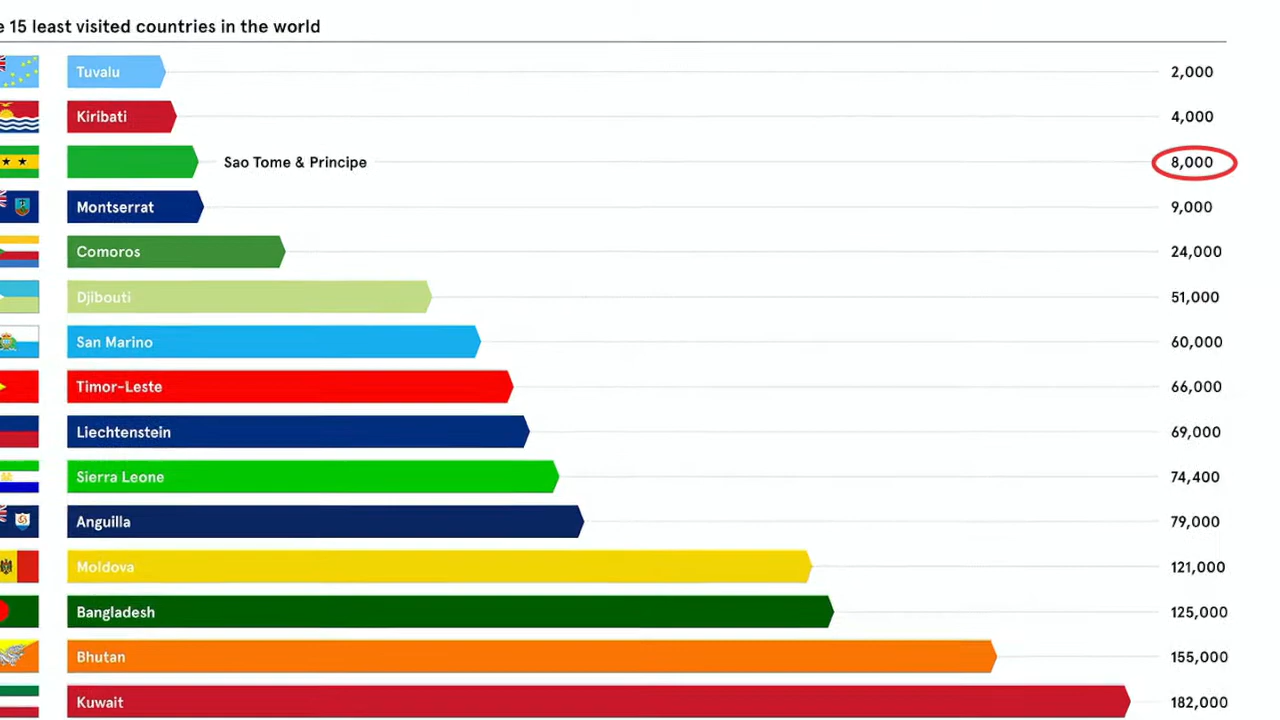 e 15 least visited countries in the world
Tuvalu 2,000
Kiribati 4,000
Sao Tome & Principe 8,000
Montserrat 9,000
Comoros 24,000
Djibouti 51,000
San Marino 60,000
Timor-Leste 66,000
Liechtenstein 69,000
Sierra Leone 74,400
Anguilla 79,000
Moldova 121,000
Bangladesh 125,000
Bhutan 155,000
Kuwait 182,000